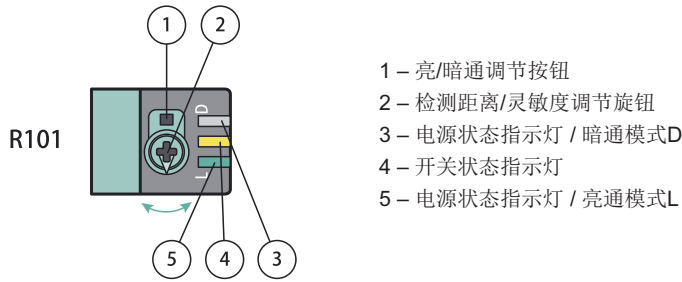 1
2
R101
D
L
5
4
3
1 – 亮/暗通调节按钮
2 – 检测距离/灵敏度调节旋钮
3 – 电源状态指示灯 / 暗通模式D
4 – 开关状态指示灯
5 – 电源状态指示灯 / 亮通模式L